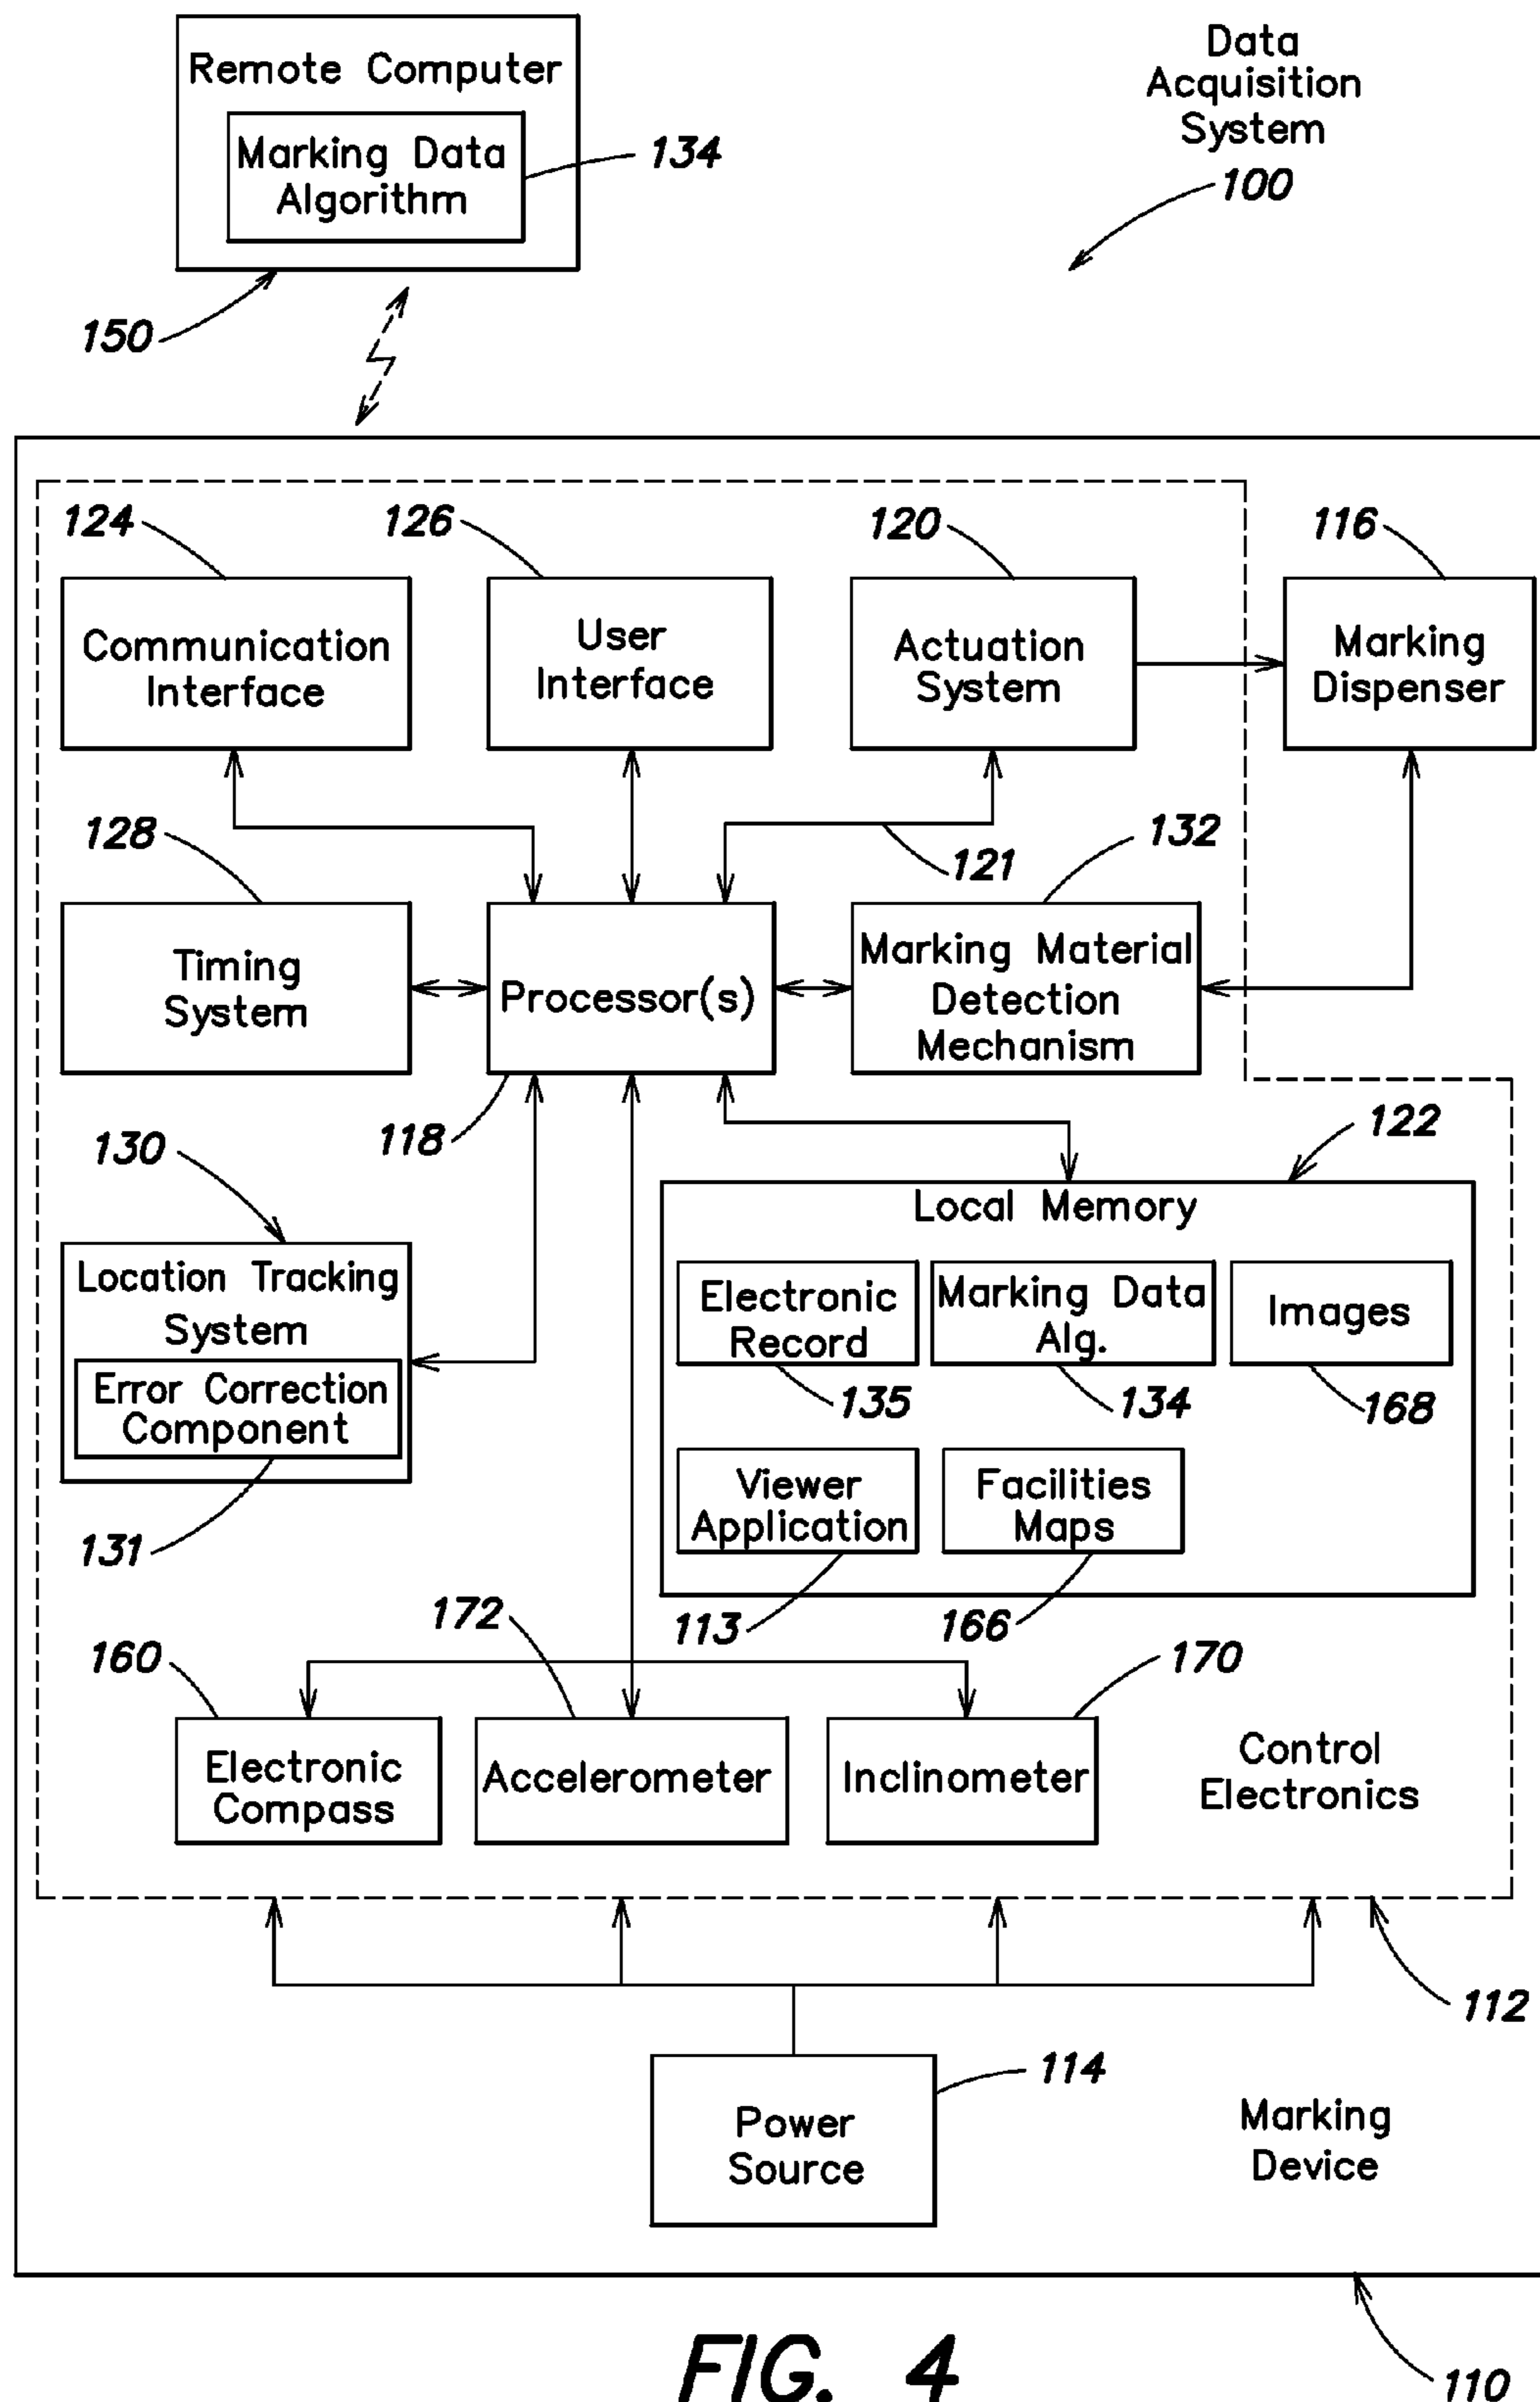 Remote Computer
Marking Data
Algorithm
134
150
Data
Acquisition
System
100
124
126
120
116
Communication
Interface
User
Interface
Actuation
System
Marking
Dispenser
128
121
132
Timing
System
Processor(s)
Marking Material
Detection
Mechanism
130
118
122
Location Tracking
System
Error Correction
Component
131
Local Memory
Electronic
Record
135
Marking Data
Alg.
134
Images
168
Viewer
Application
113
Facilities
Maps
166
160
172
170
Electronic
Compass
Accelerometer
Inclinometer
Control
Electronics
112
114
Power
Source
Marking
Device
110
FIG. 4